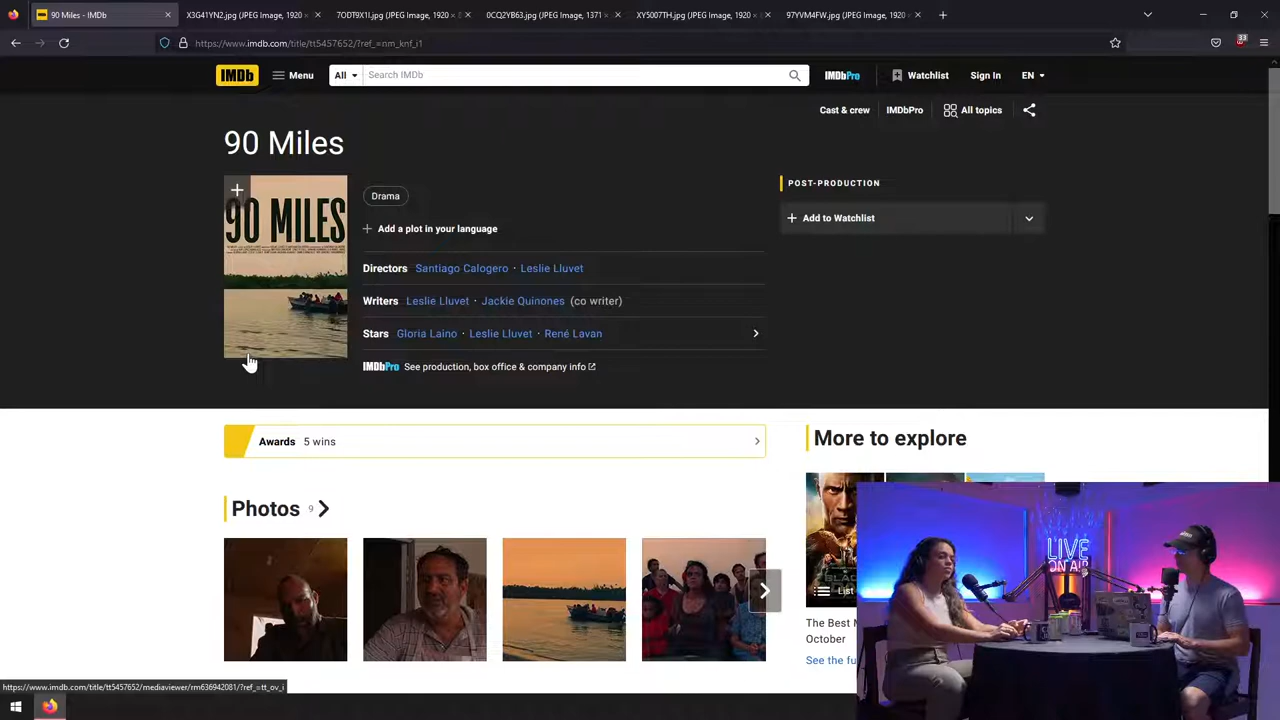 90 Miles - IMDb
X3G41YN2.jpg (JPEG Image, 1920 ×
7ODT9X1I.jpg (JPEG Image, 1920 ×
0CQ2YB63.jpg (JPEG Image, 1371 ×
XY5007TH.jpg (JPEG Image, 1920 ×
97YVM4FW.jpg (JPEG Image, 1920 ×
https://www.imdb.com/title/tt5457652/?ref_=nm_knf_i1
33
IMDb Menu All Search IMDb IMDbPro Watchlist Sign In EN
Cast & crew IMDbPro All topics
90 Miles
90 MILES
Drama
POST-PRODUCTION
Add to Watchlist
Add a plot in your language
Directors Santiago Calogero · Leslie Lluvet
Writers Leslie Lluvet · Jackie Quinones (co writer)
Stars Gloria Laino · Leslie Lluvet · René Lavan
IMDbPro See production, box office & company info
Awards 5 wins
More to explore
Photos 9
List
The Best M
October
See the fu
LIVE
ON AIR
https://www.imdb.com/title/tt5457652/mediaviewer/rm636942081/?ref_=tt_ov_i